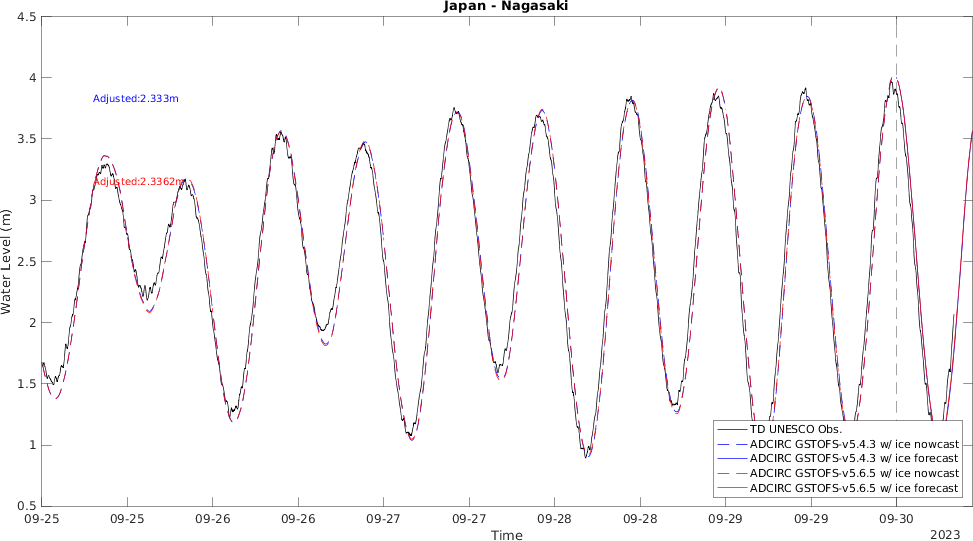 Japan - Nagasaki
4.5
4
3.5
3
2.5
2
1.5
1
0.5
Water Level (m)
Adjusted:2.333m
Adjusted:2.3362m
TD UNESCO Obs.
ADCIRC GSTOFS-v5.4.3 w/ ice nowcast
ADCIRC GSTOFS-v5.4.3 w/ ice forecast
ADCIRC GSTOFS-v5.6.5 w/ ice nowcast
ADCIRC GSTOFS-v5.6.5 w/ ice forecast
09-25 09-25 09-26 09-26 09-27 09-27 09-28 09-28 09-29 09-29 09-30
Time
2023